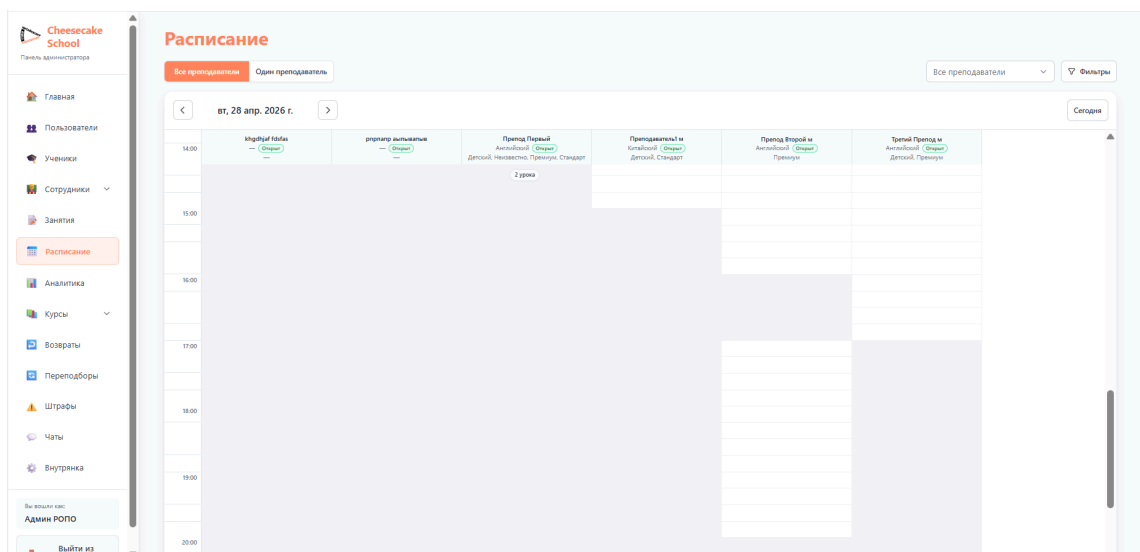 Cheesecake
School
Панель администратора
Главная
Пользователи
Ученики
Сотрудники
Занятия
Расписание
Аналитика
Курсы
Возвраты
Переподборы
Штрафы
Чаты
Внутрянка
Вы вошли как:
Админ РОПО
Выйти из
Расписание
Все преподаватели Один преподаватель
Все преподаватели Фильтры
вт, 28 апр. 2026 г. Сегодня
khgdhjaf fdsfas
— Открыт
—
рпрпапр выпывапыв
— Открыт
—
Препод Первый
Английский Открыт
Детский, Неизвестно, Премиум, Стандарт
Преподаватель1 м
Китайский Открыт
Детский, Стандарт
Препод Второй м
Английский Открыт
Премиум
Третий Препод м
Английский Открыт
Детский, Премиум
14:00
2 урока
15:00
16:00
17:00
18:00
19:00
20:00